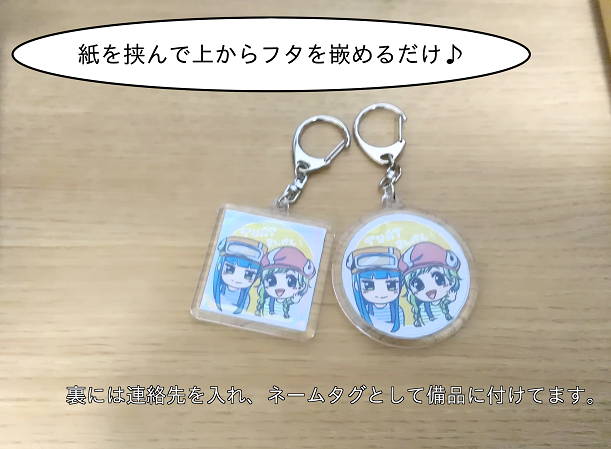 紙を挟んで上からフタを嵌めるだけ♪
裏には連絡先を入れ、ネームタグとして備品に付けてます。